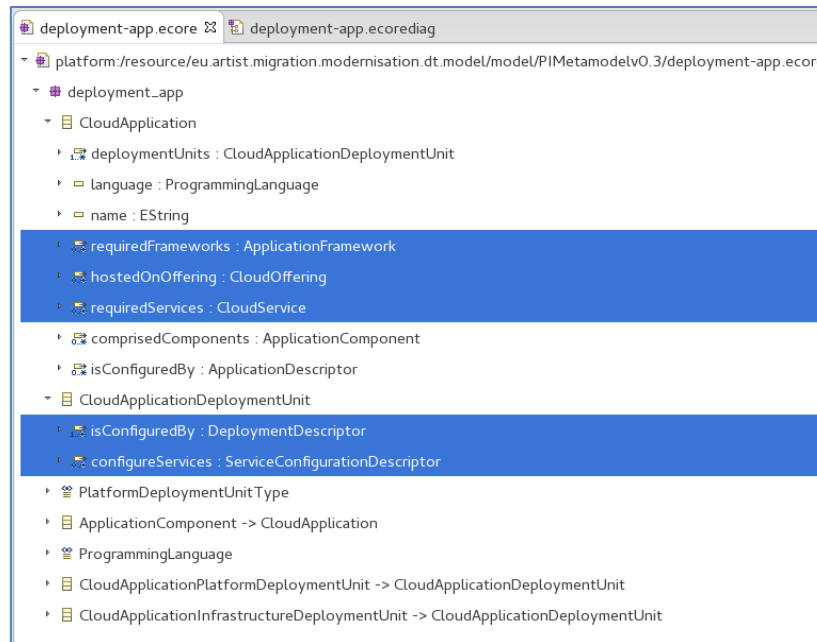 deployment-app.ecore deployment-app.ecorediag
platform:/resource/eu.artist.migration.modernisation.dt.model/model/PIMetamodelv0.3/deployment-app.ecor
deployment_app
CloudApplication
deploymentUnits : CloudApplicationDeploymentUnit
language : ProgrammingLanguage
name : EString
requiredFrameworks : ApplicationFramework
hostedOnOffering : CloudOffering
requiredServices : CloudService
comprisedComponents : ApplicationComponent
isConfiguredBy : ApplicationDescriptor
CloudApplicationDeploymentUnit
isConfiguredBy : DeploymentDescriptor
configureServices : ServiceConfigurationDescriptor
PlatformDeploymentUnitType
ApplicationComponent -> CloudApplication
ProgrammingLanguage
CloudApplicationPlatformDeploymentUnit -> CloudApplicationDeploymentUnit
CloudApplicationInfrastructureDeploymentUnit -> CloudApplicationDeploymentUnit